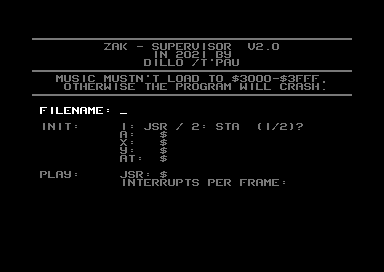 ZAK - SUPERVISOR V2.0
IN 2021 BY
DILLO /T'PAU
MUSIC MUSTN'T LOAD TO $3000-$3FFF.
OTHERWISE THE PROGRAM WILL CRASH!
FILENAME: _
INIT: 1: JSR / 2: STA (1/2)?
A: $
X: $
Y: $
AT: $
PLAY: JSR: $
INTERRUPTS PER FRAME: